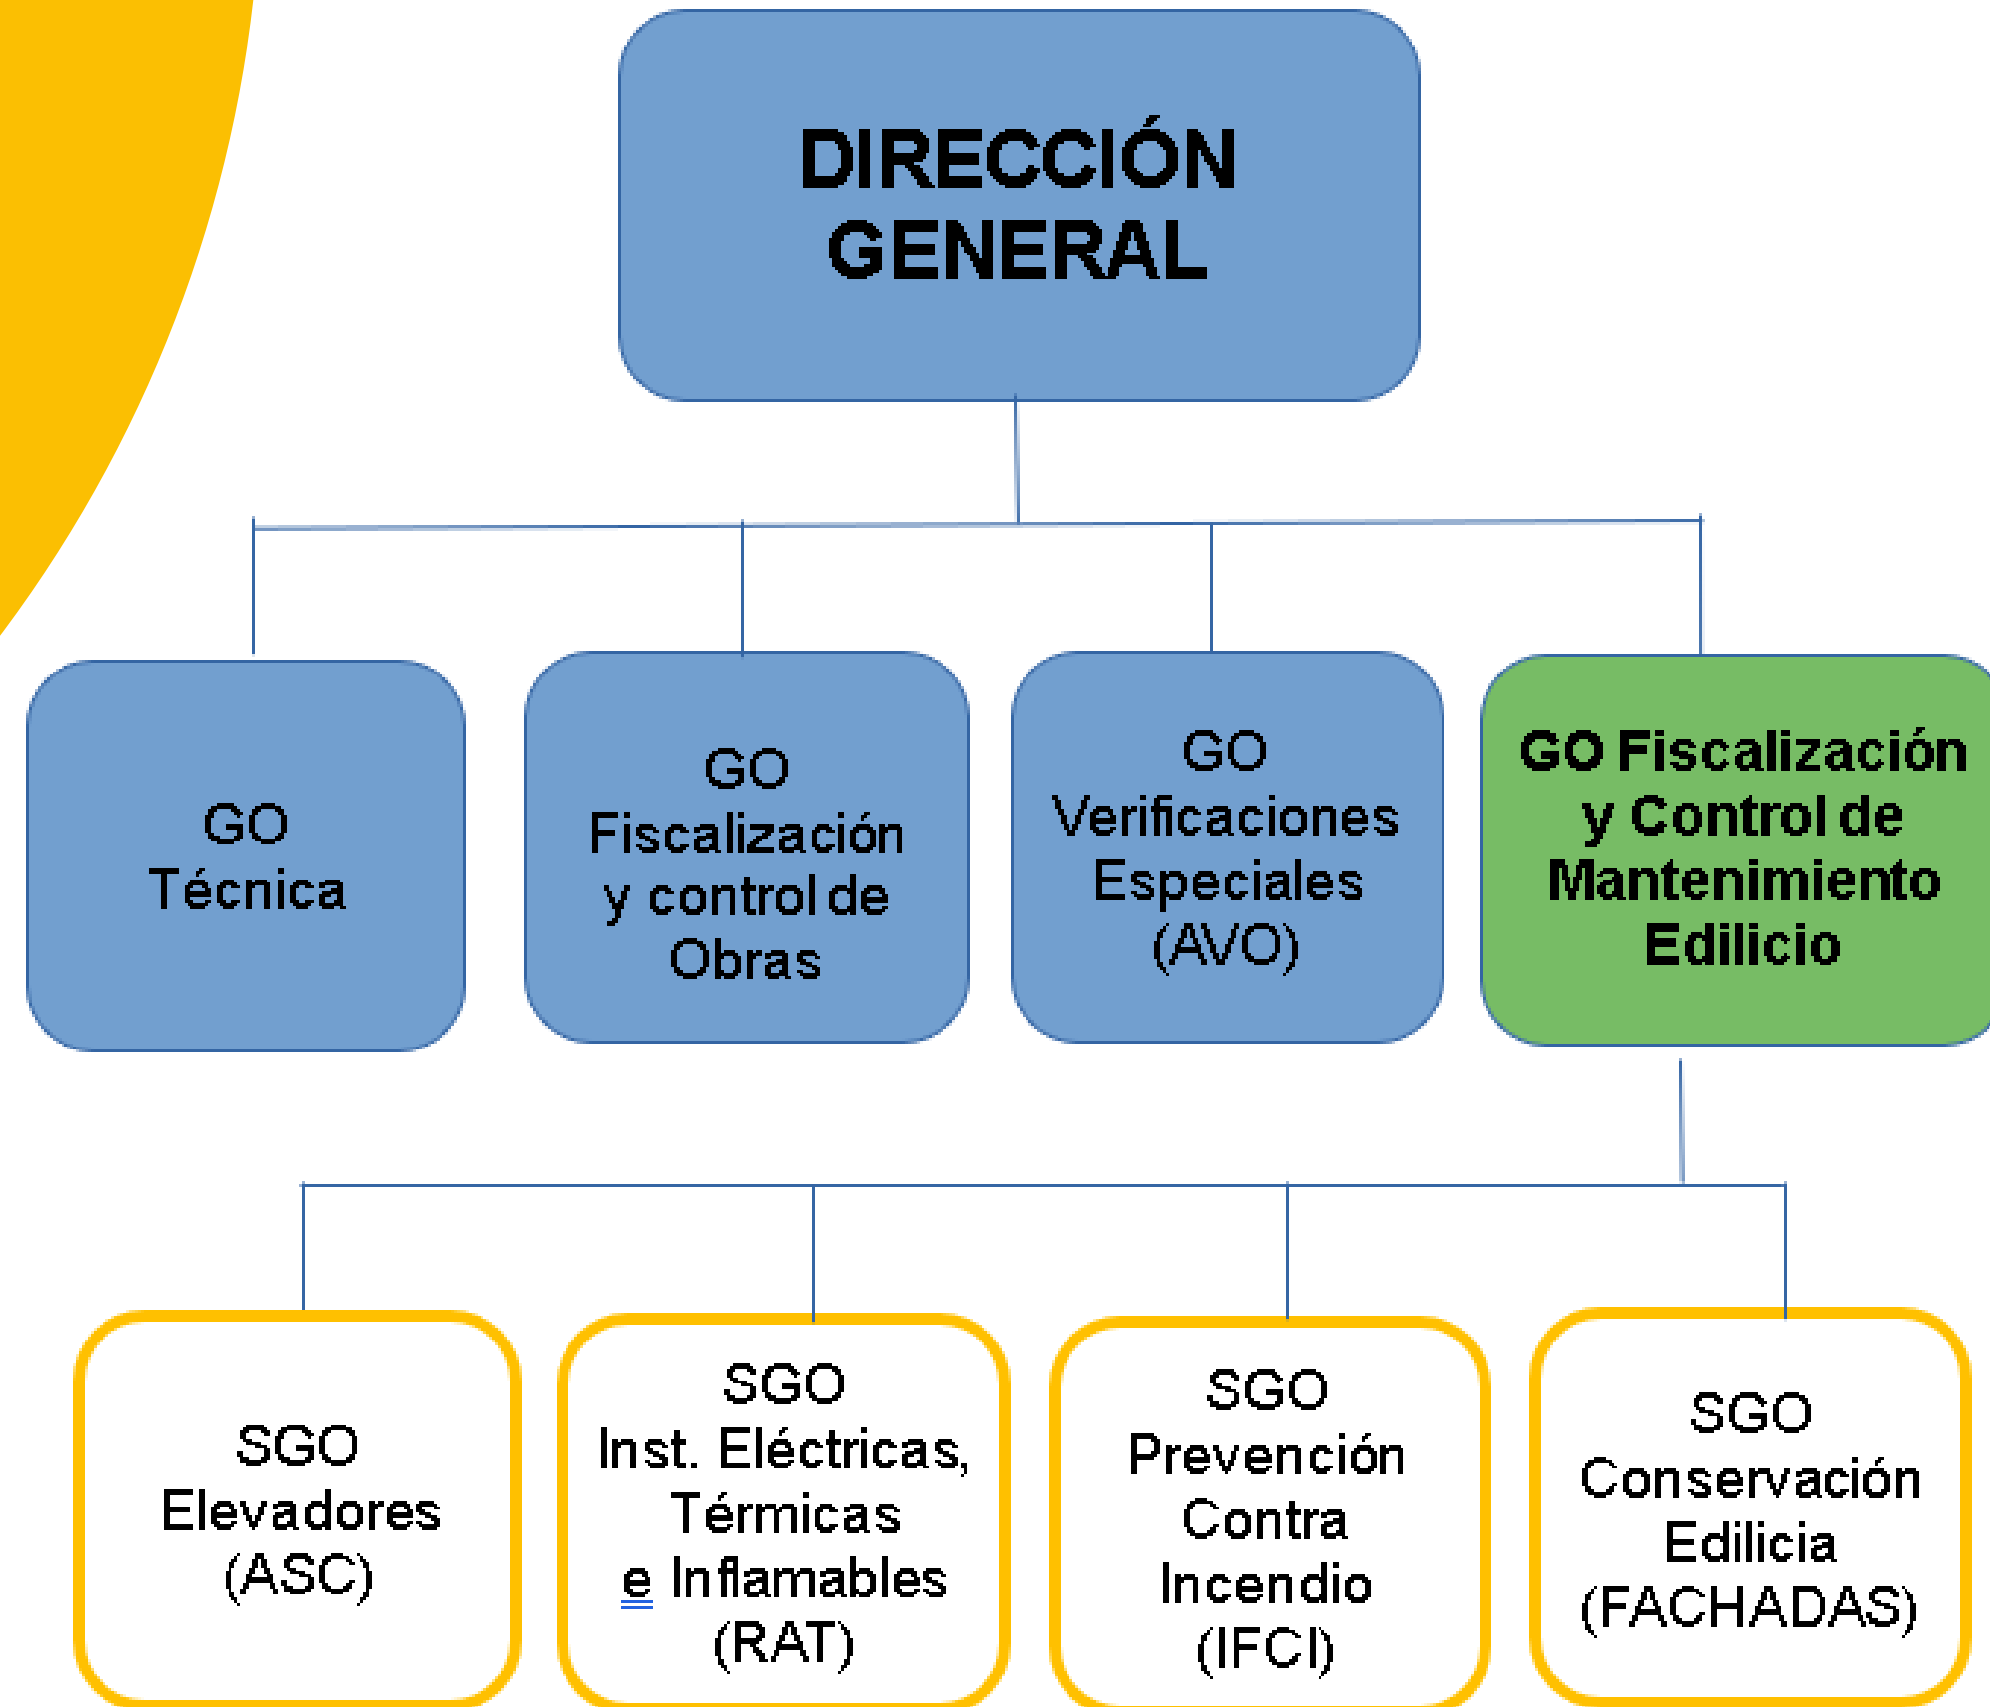 DIRECCIÓN
GENERAL
GO
Técnica
GO
Fiscalización
y control de
Obras
GO
Verificaciones
Especiales
(AVO)
GO Fiscalización
y Control de
Mantenimiento
Edilicio
SGO
Elevadores
(ASC)
SGO
Inst. Eléctricas,
Térmicas
e Inflamables
(RAT)
SGO
Prevención
Contra
Incendio
(IFCI)
SGO
Conservación
Edilicia
(FACHADAS)